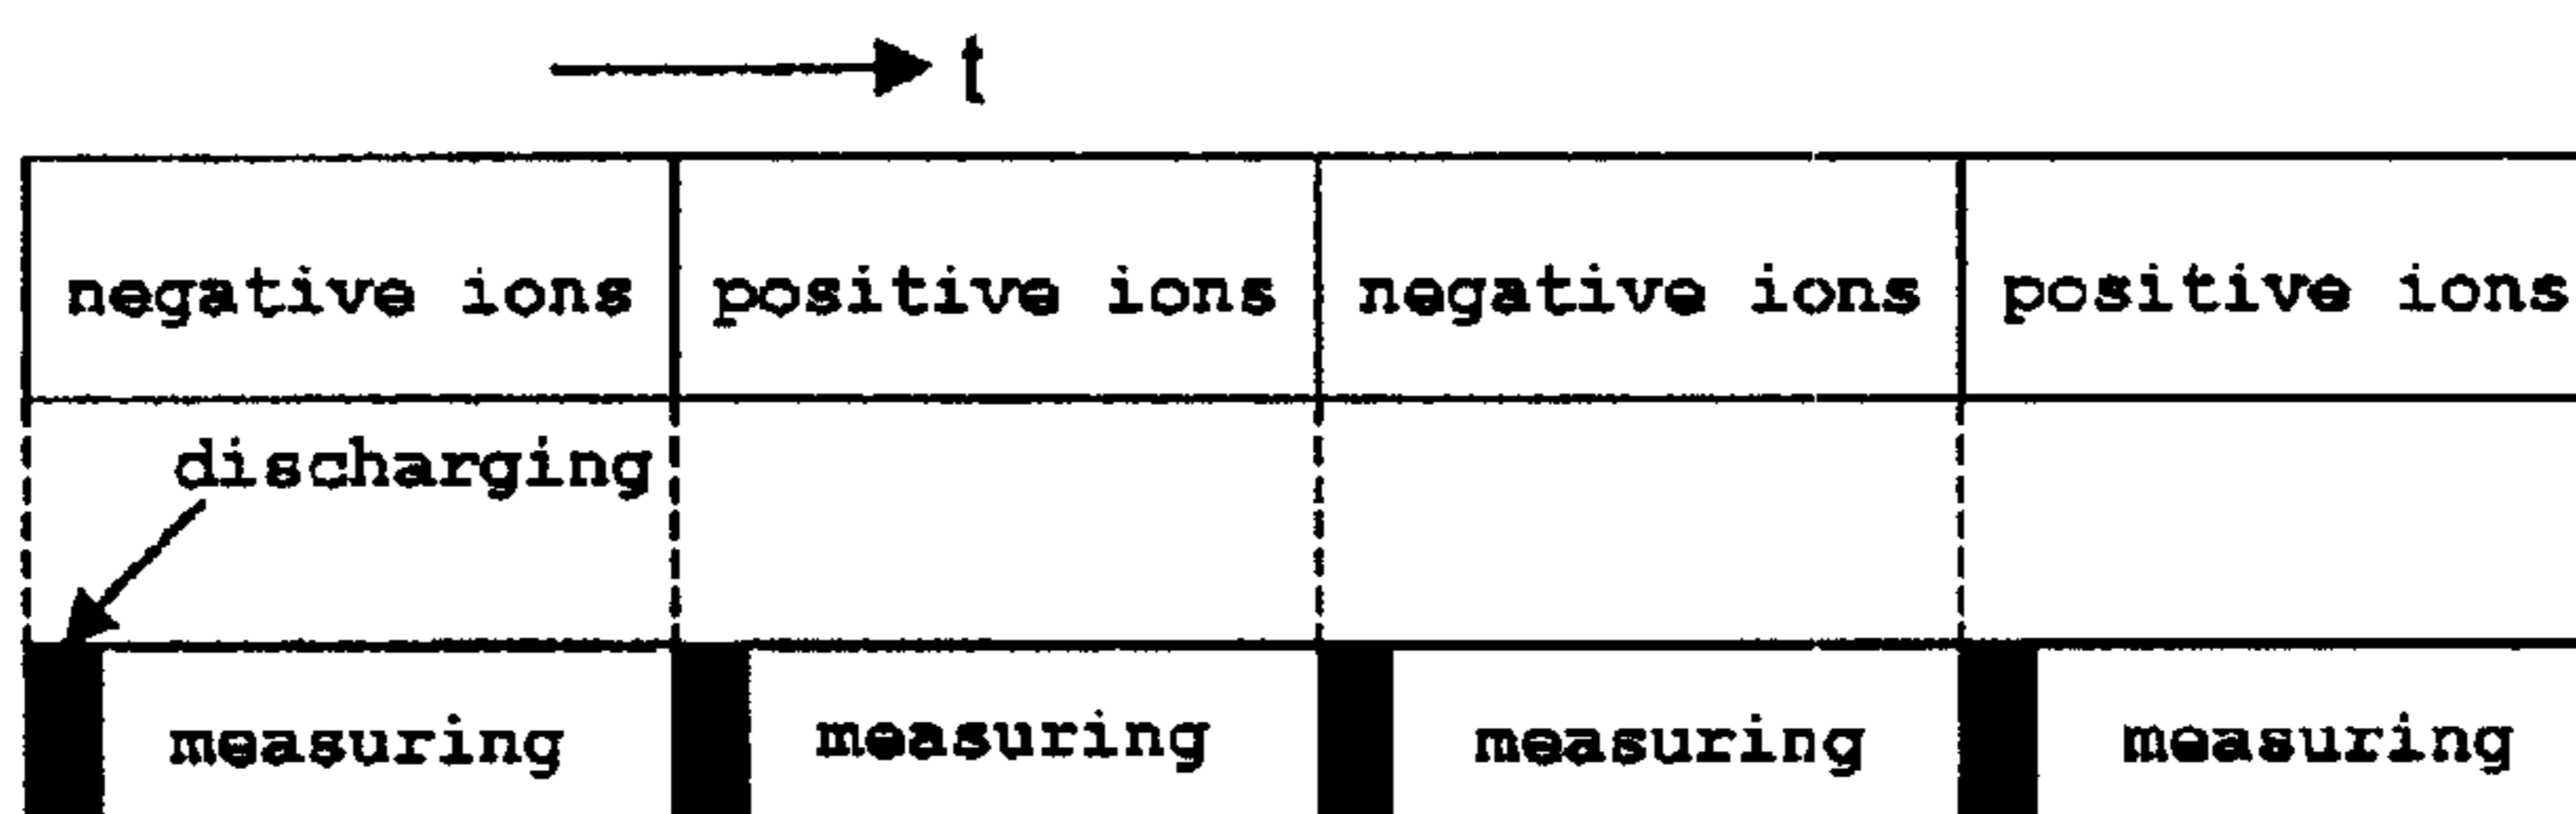 t
negative ions positive ions negative ions positive ions
discharging
measuring measuring measuring measuring